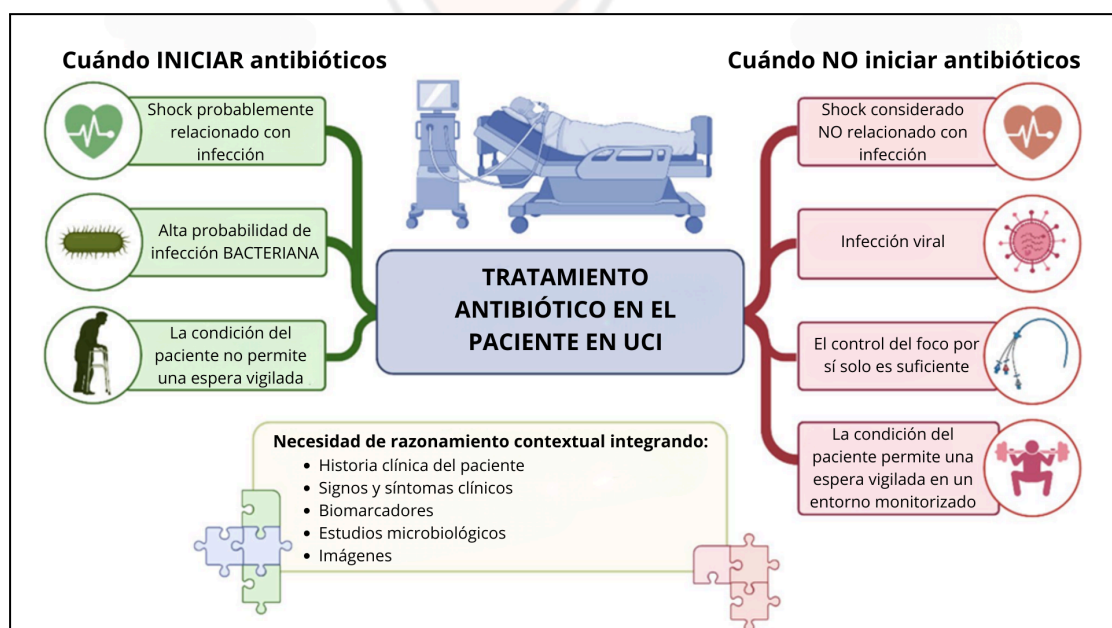 Cuándo INICIAR antibióticos
Shock probablemente
relacionado con
infección
Alta probabilidad de
infección BACTERIANA
La condición del
paciente no permite
una espera vigilada
TRATAMIENTO
ANTIBIÓTICO EN EL
PACIENTE EN UCI
Cuándo NO iniciar antibióticos
Shock considerado
NO relacionado con
infección
Infección viral
El control del foco por
sí solo es suficiente
La condición del
paciente permite una
espera vigilada en un
entorno monitorizado
Necesidad de razonamiento contextual integrando:
• Historia clínica del paciente
• Signos y síntomas clínicos
• Biomarcadores
• Estudios microbiológicos
• Imágenes